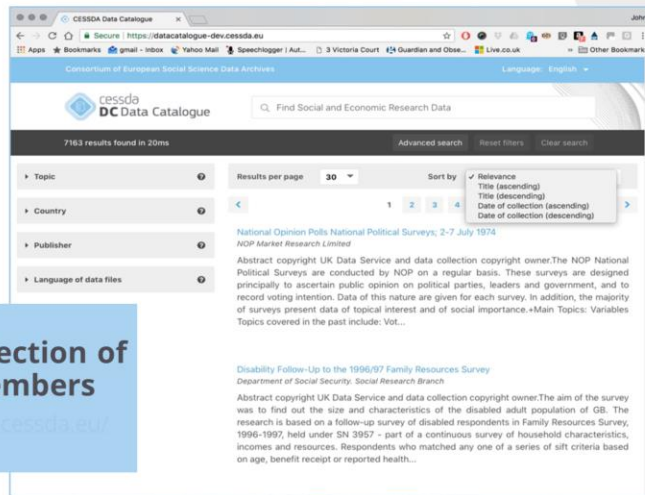 CESSDA Data Catalogue
John
Secure | https://datacatalogue-dev.cessda.eu
Apps Bookmarks gmail - Inbox Yahoo Mail Speechlogger | Aut... 3 Victoria Court Guardian and Obse... Live.co.uk » Other Bookmark
Consortium of European Social Science Data Archives Language: English
cessda
DC Data Catalogue
Find Social and Economic Research Data
7163 results found in 20ms Advanced search Reset filters Clear search
Topic
Country
Publisher
Language of data files
Results per page 30 Sort by ✓ Relevance
Title (ascending)
Title (descending)
Date of collection (ascending)
Date of collection (descending)
< 1 2 3 4 >
National Opinion Polls National Political Surveys; 2-7 July 1974
NOP Market Research Limited
Abstract copyright UK Data Service and data collection copyright owner.The NOP National
Political Surveys are conducted by NOP on a regular basis. These surveys are designed
principally to ascertain public opinion on political parties, leaders and government, and to
record voting intention. Data of this nature are given for each survey. In addition, the majority
of surveys present data of topical interest and of social importance.+Main Topics: Variables
Topics covered in the past include: Vot...
Disability Follow-Up to the 1996/97 Family Resources Survey
Department of Social Security. Social Research Branch
Abstract copyright UK Data Service and data collection copyright owner.The aim of the survey
was to find out the size and characteristics of the disabled adult population of GB. The
research is based on a follow-up survey of disabled respondents in Family Resources Survey,
1996-1997, held under SN 3957 - part of a continuous survey of household characteristics,
incomes and resources. Respondents who matched any one of a series of sift criteria based
on age, benefit receipt or reported health...
ection of
mbers
cessda.eu/